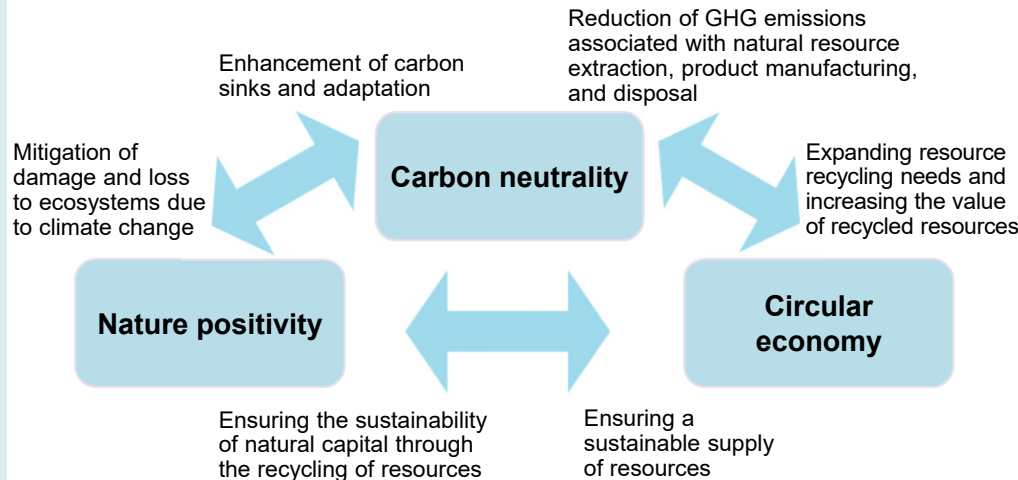 Reduction of GHG emissions
associated with natural resource
extraction, product manufacturing,
and disposal
Enhancement of carbon
sinks and adaptation
Mitigation of
damage and loss
to ecosystems due
to climate change
Carbon neutrality
Expanding resource
recycling needs and
increasing the value
of recycled resources
Nature positivity
Circular
economy
Ensuring the sustainability
of natural capital through
the recycling of resources
Ensuring a
sustainable supply
of resources